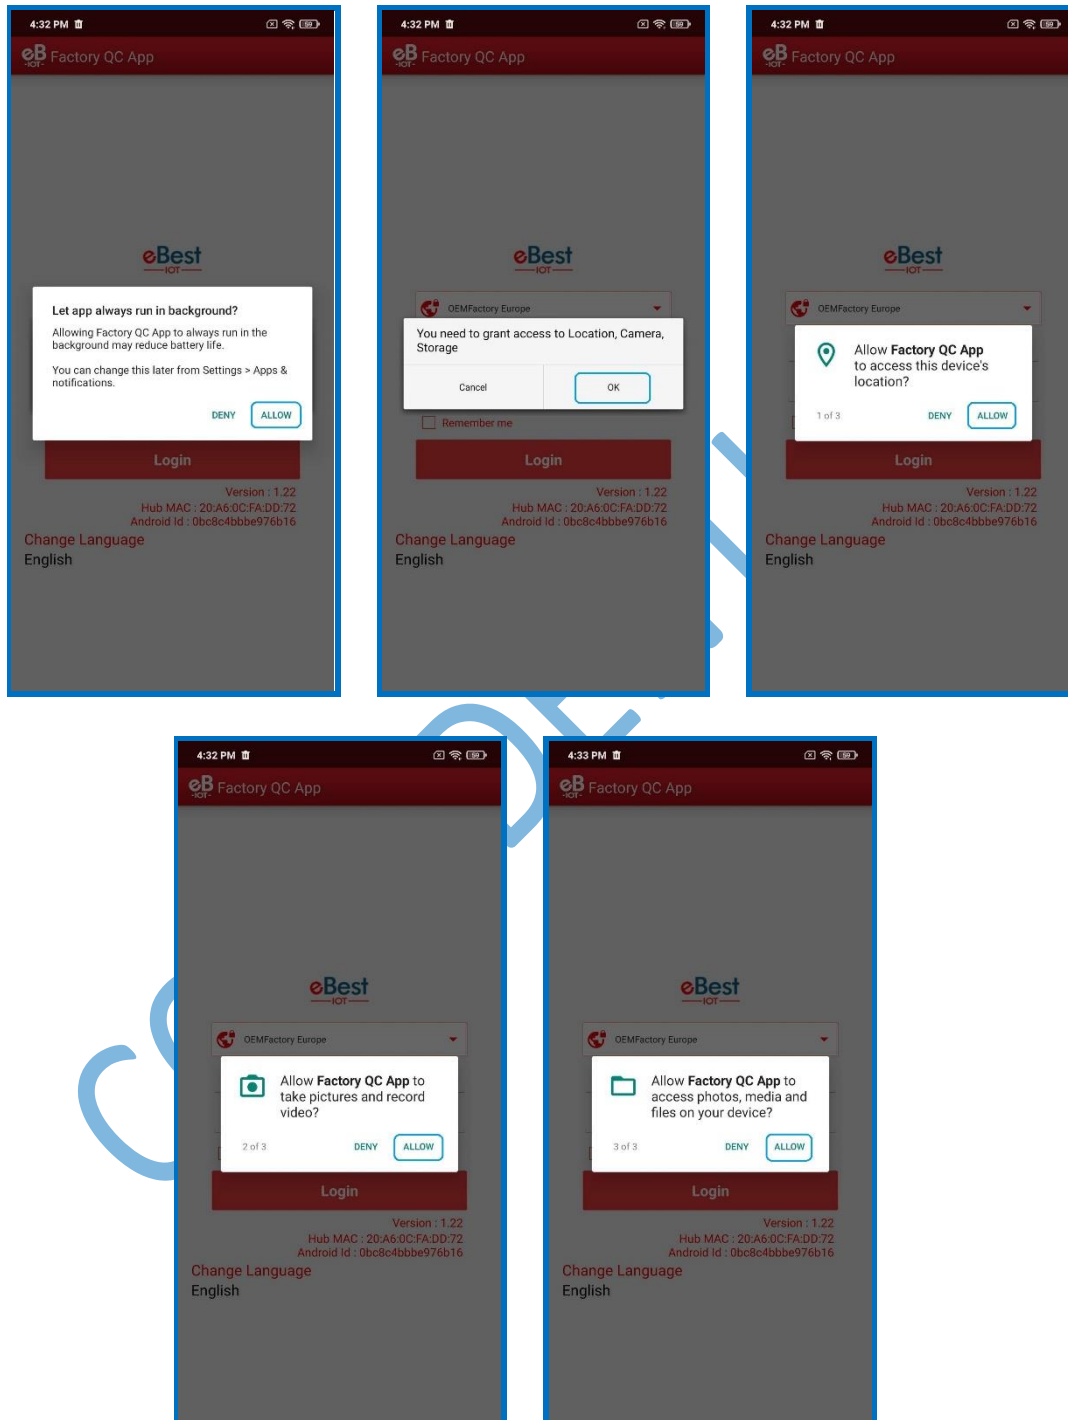 4:32 PM
59
eB
-IOT-
Factory QC App
eBest
IOT
Let app always run in background?
Allowing Factory QC App to always run in the
background may reduce battery life.
You can change this later from Settings > Apps &
notifications.
DENY
ALLOW
Login
Version : 1.22
Hub MAC : 20:A6:0C:FA:DD:72
Android Id : 0bc8c4bbbe976b16
Change Language
English
4:32 PM
59
eB
-IOT-
Factory QC App
eBest
IOT
OEMFactory Europe
You need to grant access to Location, Camera,
Storage
Cancel
OK
Remember me
Login
Version : 1.22
Hub MAC : 20:A6:0C:FA:DD:72
Android Id : 0bc8c4bbbe976b16
Change Language
English
4:32 PM
59
eB
-IOT-
Factory QC App
eBest
IOT
OEMFactory Europe
Allow Factory QC App
to access this device's
location?
1 of 3
DENY
ALLOW
Login
Version : 1.22
Hub MAC : 20:A6:0C:FA:DD:72
Android Id : 0bc8c4bbbe976b16
Change Language
English
4:32 PM
59
eB
-IOT-
Factory QC App
eBest
IOT
OEMFactory Europe
Allow Factory QC App to
take pictures and record
video?
2 of 3
DENY
ALLOW
Login
Version : 1.22
Hub MAC : 20:A6:0C:FA:DD:72
Android Id : 0bc8c4bbbe976b16
Change Language
English
4:33 PM
59
eB
-IOT-
Factory QC App
eBest
IOT
OEMFactory Europe
Allow Factory QC App to
access photos, media and
files on your device?
3 of 3
DENY
ALLOW
Login
Version : 1.22
Hub MAC : 20:A6:0C:FA:DD:72
Android Id : 0bc8c4bbbe976b16
Change Language
English